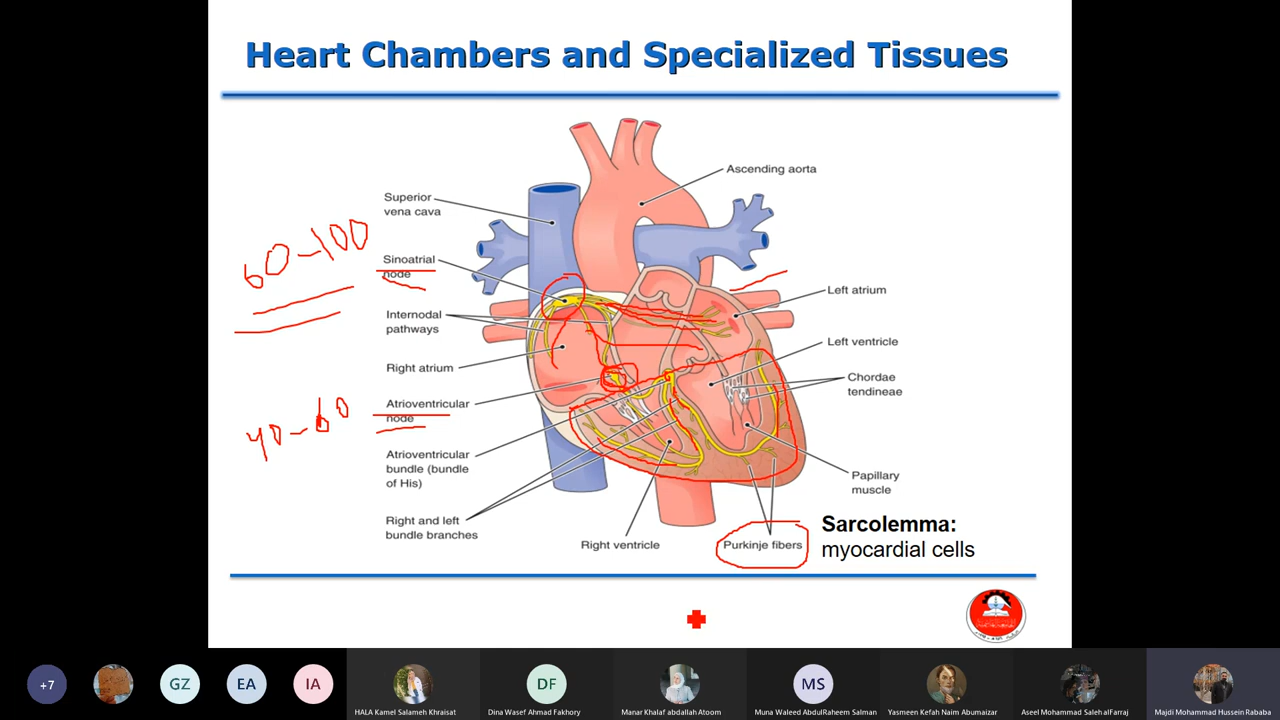 Heart Chambers and Specialized Tissues
Ascending aorta
Superior
vena cava
60-100
Sinoatrial
node
Left atrium
Internodal
pathways
Left ventricle
Right atrium
Chordae
tendineae
40-60
Atrioventricular
node
Atrioventricular
bundle (bundle
of His)
Papillary
muscle
Right and left
bundle branches
Right ventricle
Purkinje fibers
Sarcolemma:
myocardial cells
+7
GZ
EA
IA
DF
MS
HALA Kamel Salameh Khraisat
Dina Wasef Ahmad Fakhory
Manar Khalaf abdallah Atoom
Muna Waleed AbdulRaheem Salman
Yasmeen Kefah Naim Abumaizar
Aseel Mohammad Saleh alFarraj
Majdi Mohammad Hussein Rababa